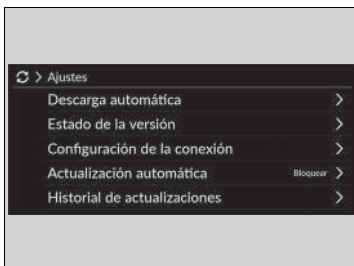 > Ajustes
Descarga automática >
Estado de la versión >
Configuración de la conexión >
Actualización automática Bloquear >
Historial de actualizaciones >